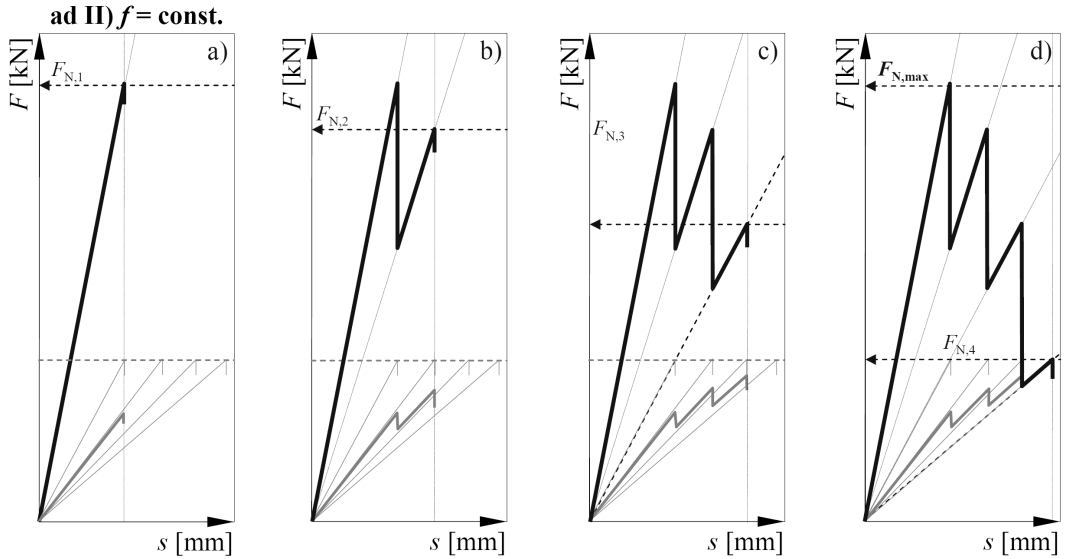 ad II) f = const.
a)
F [kN]
F_N,1
s [mm]
b)
F [kN]
F_N,2
s [mm]
c)
F [kN]
F_N,3
s [mm]
d)
F [kN]
F_N,max
F_N,4
s [mm]